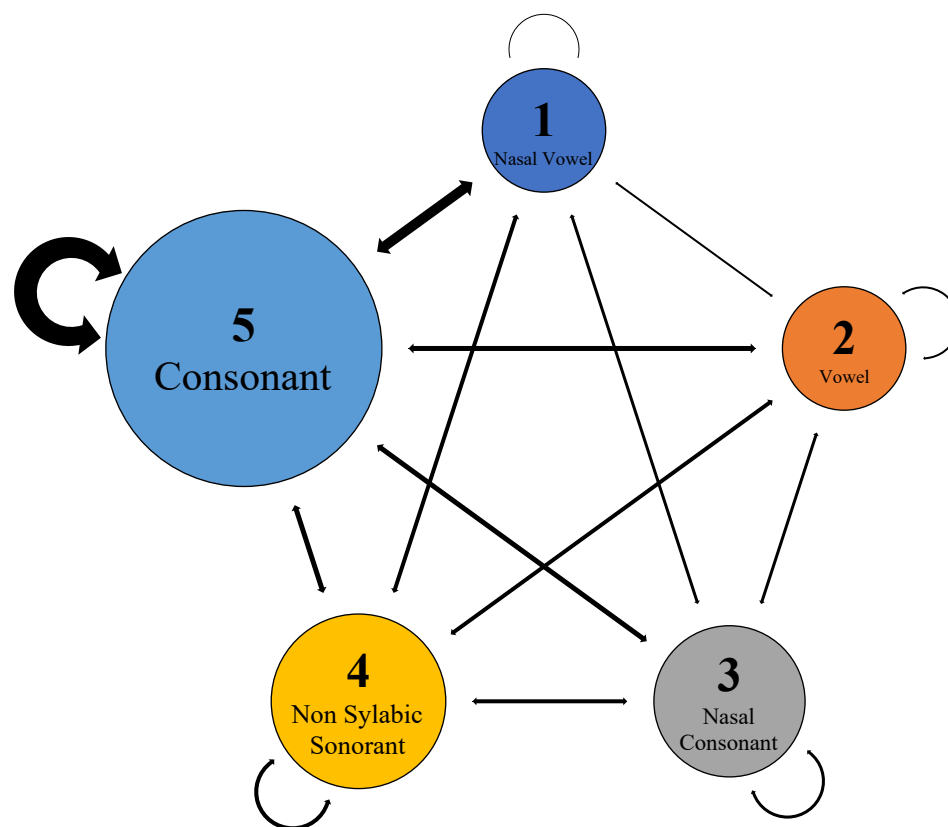 1
Nasal Vowel
5
Consonant
2
Vowel
4
Non Sylabic
Sonorant
3
Nasal
Consonant